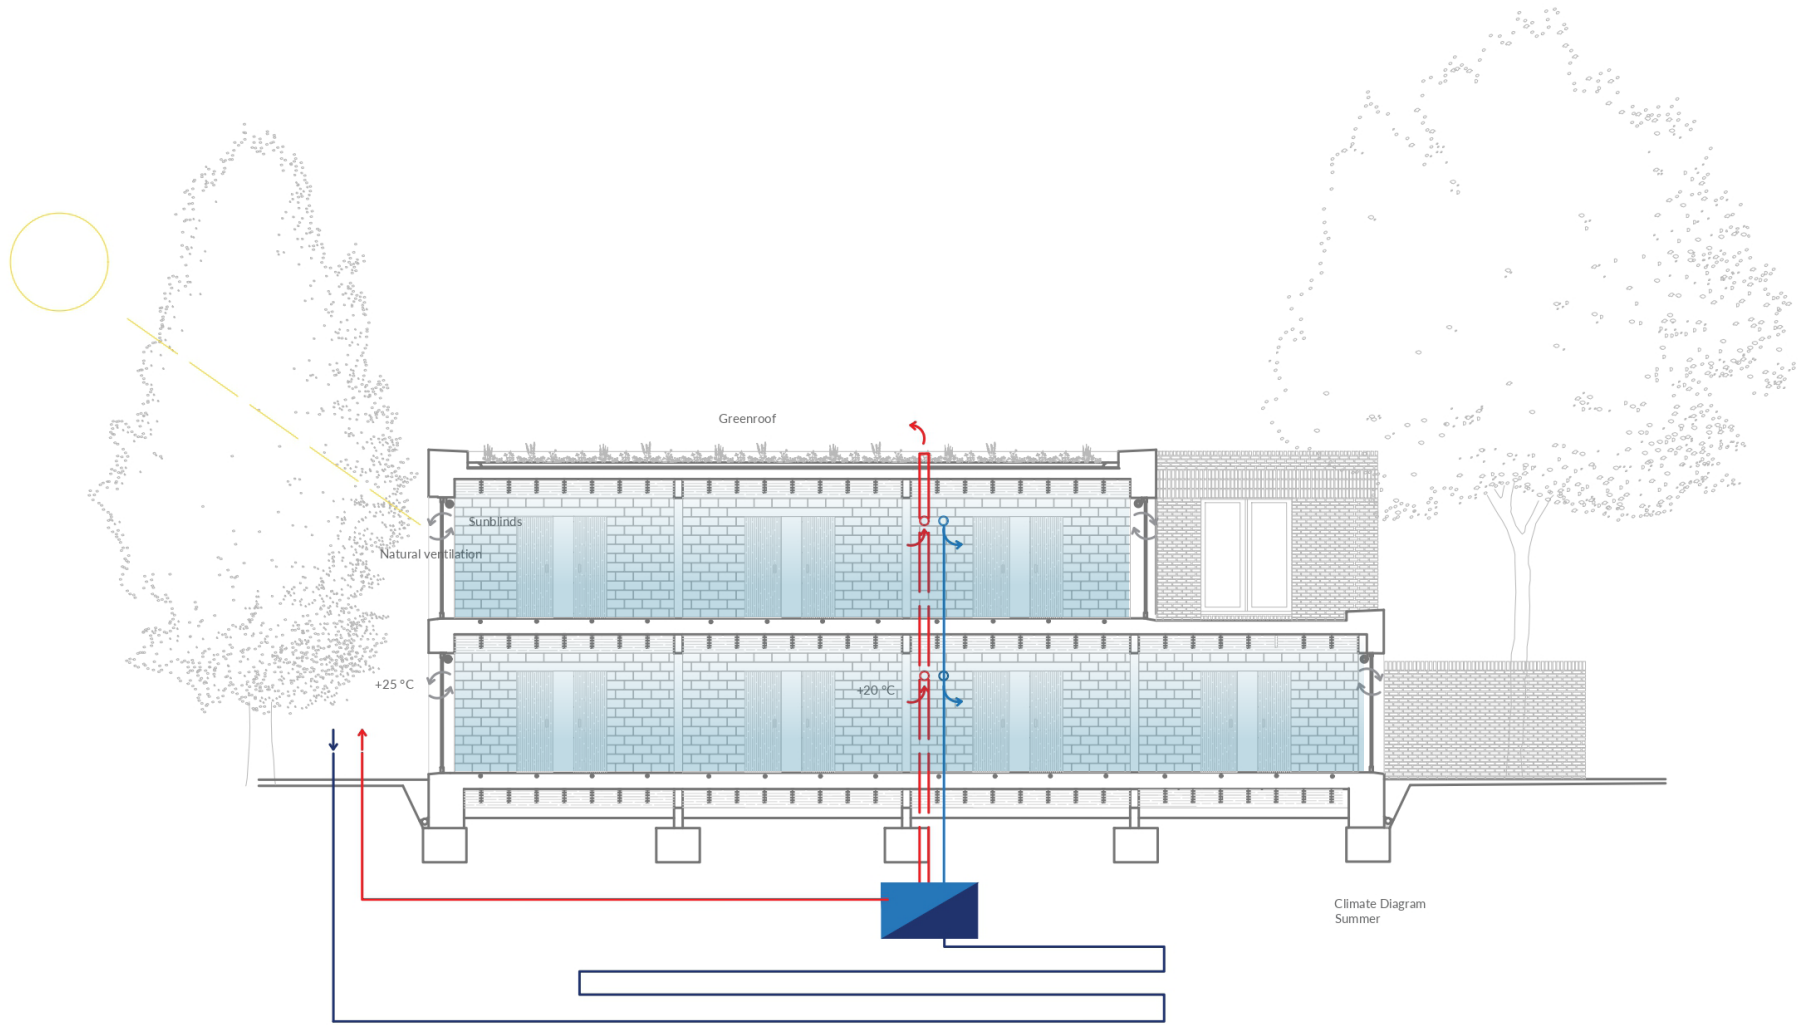 Greenroof
Sunblinds
Natural ventilation
+25 °C
+20 °C
Climate Diagram
Summer